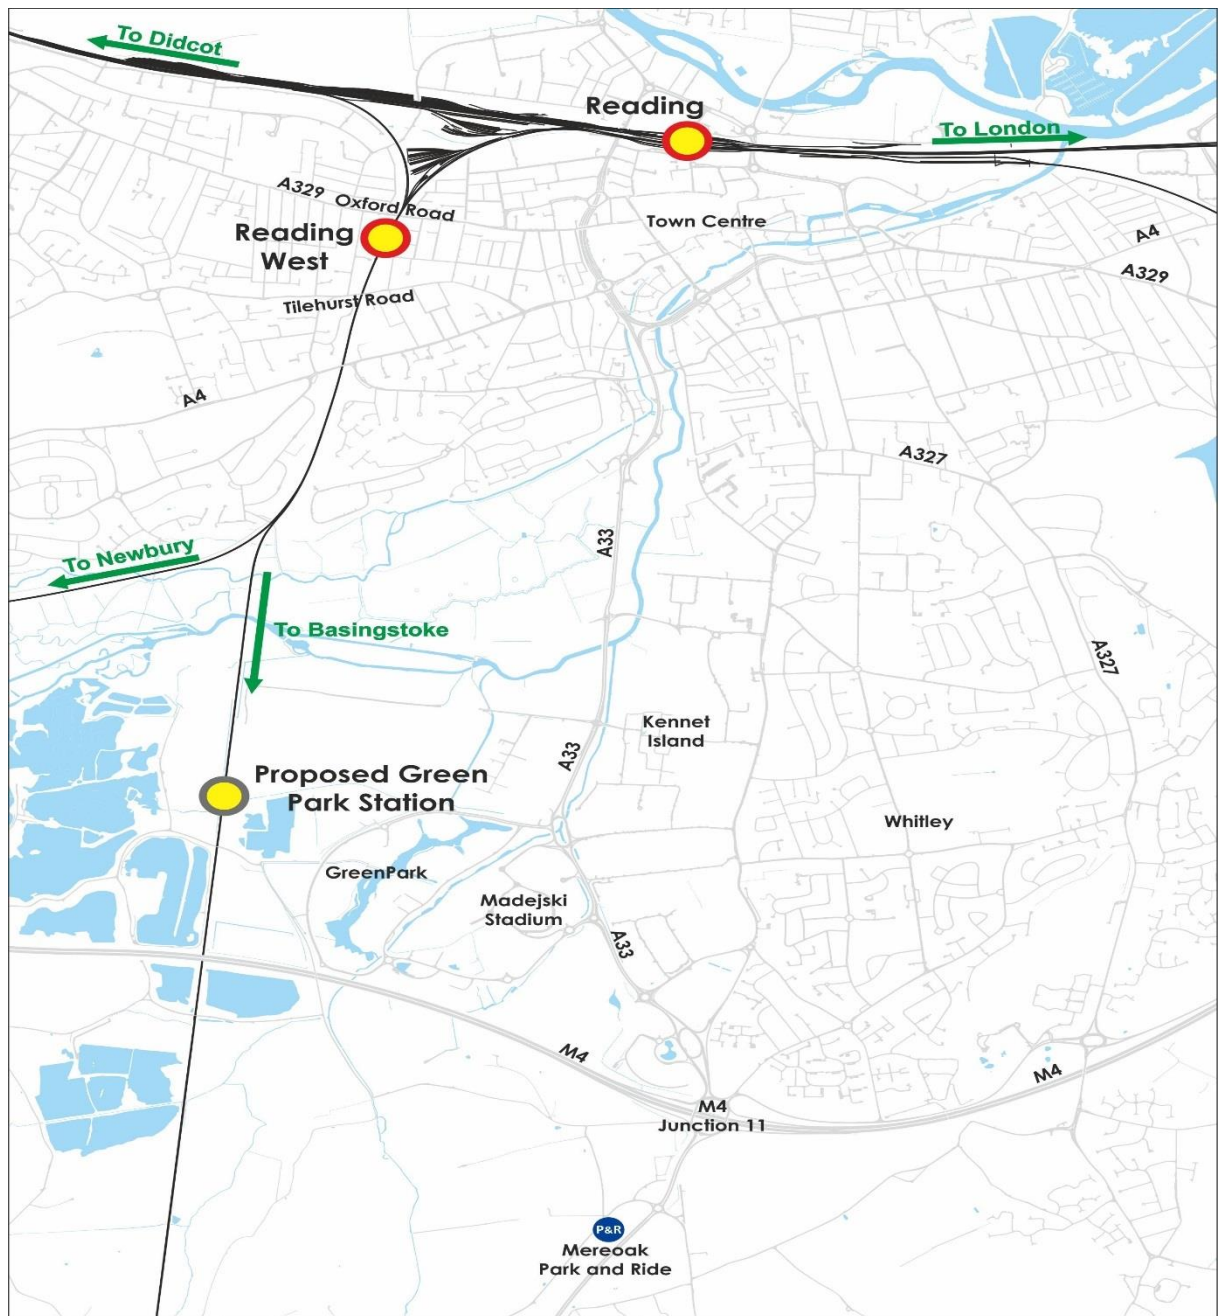 To Didcot
Reading
To London
A329 Oxford Road
Town Centre
Reading
West
A4
A329
Tilehurst Road
A4
A327
A33
To Newbury
To Basingstoke
A327
Kennet
Island
A33
Proposed Green
Park Station
Whitley
GreenPark
Madejski
Stadium
A33
M4
M4
M4
Junction 11
P&R
Mereoak
Park and Ride